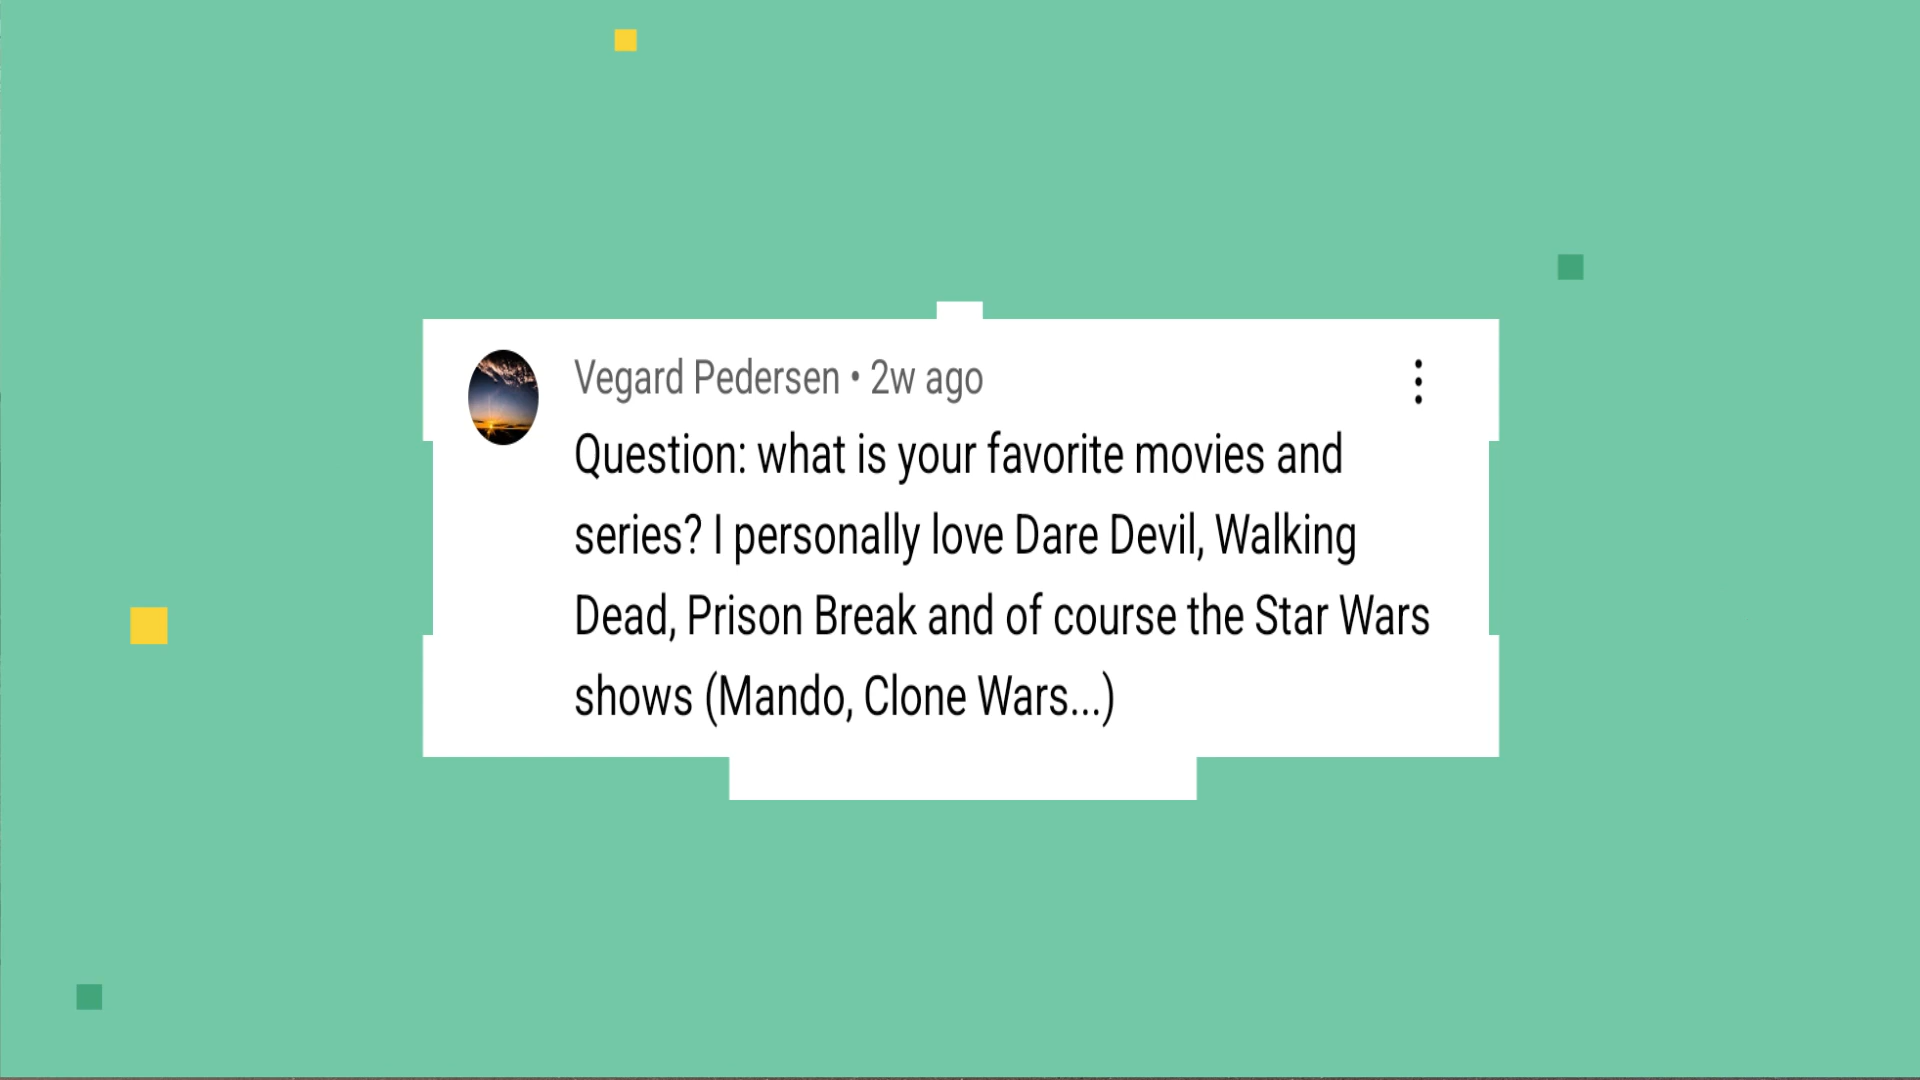 Vegard Pedersen • 2w ago
Question: what is your favorite movies and
series? I personally love Dare Devil, Walking
Dead, Prison Break and of course the Star Wars
shows (Mando, Clone Wars...)